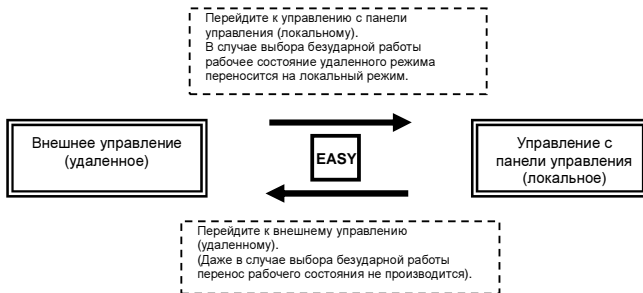 Перейдите к управлению с панели
управления (локальному).
В случае выбора безударной работы
рабочее состояние удаленного режима
переносится на локальный режим.
Внешнее управление
(удаленное)
EASY
Управление с
панели управления
(локальное)
Перейдите к внешнему управлению
(удаленному).
(Даже в случае выбора безударной работы
перенос рабочего состояния не производится).